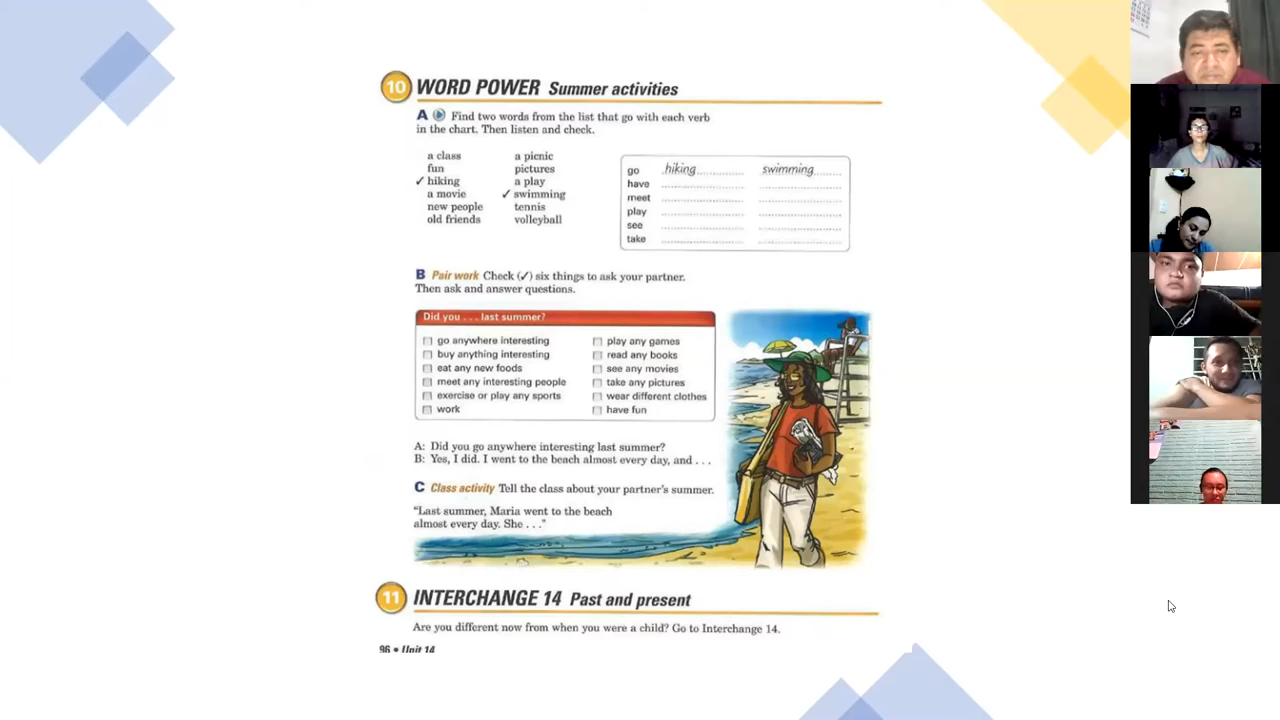 10 WORD POWER Summer activities
A Find two words from the list that go with each verb
in the chart. Then listen and check.
a class
fun
✓ hiking
a movie
new people
old friends
a picnic
pictures
a play
✓ swimming
tennis
volleyball
go hiking swimming
have
meet
play
see
take
B Pair work Check (✓) six things to ask your partner.
Then ask and answer questions.
Did you . . . last summer?
go anywhere interesting
buy anything interesting
eat any new foods
meet any interesting people
exercise or play any sports
work
play any games
read any books
see any movies
take any pictures
wear different clothes
have fun
A: Did you go anywhere interesting last summer?
B: Yes, I did. I went to the beach almost every day, and . . .
C Class activity Tell the class about your partner's summer.
"Last summer, Maria went to the beach
almost every day. She . . ."
11 INTERCHANGE 14 Past and present
Are you different now from when you were a child? Go to Interchange 14.
96 • Unit 14